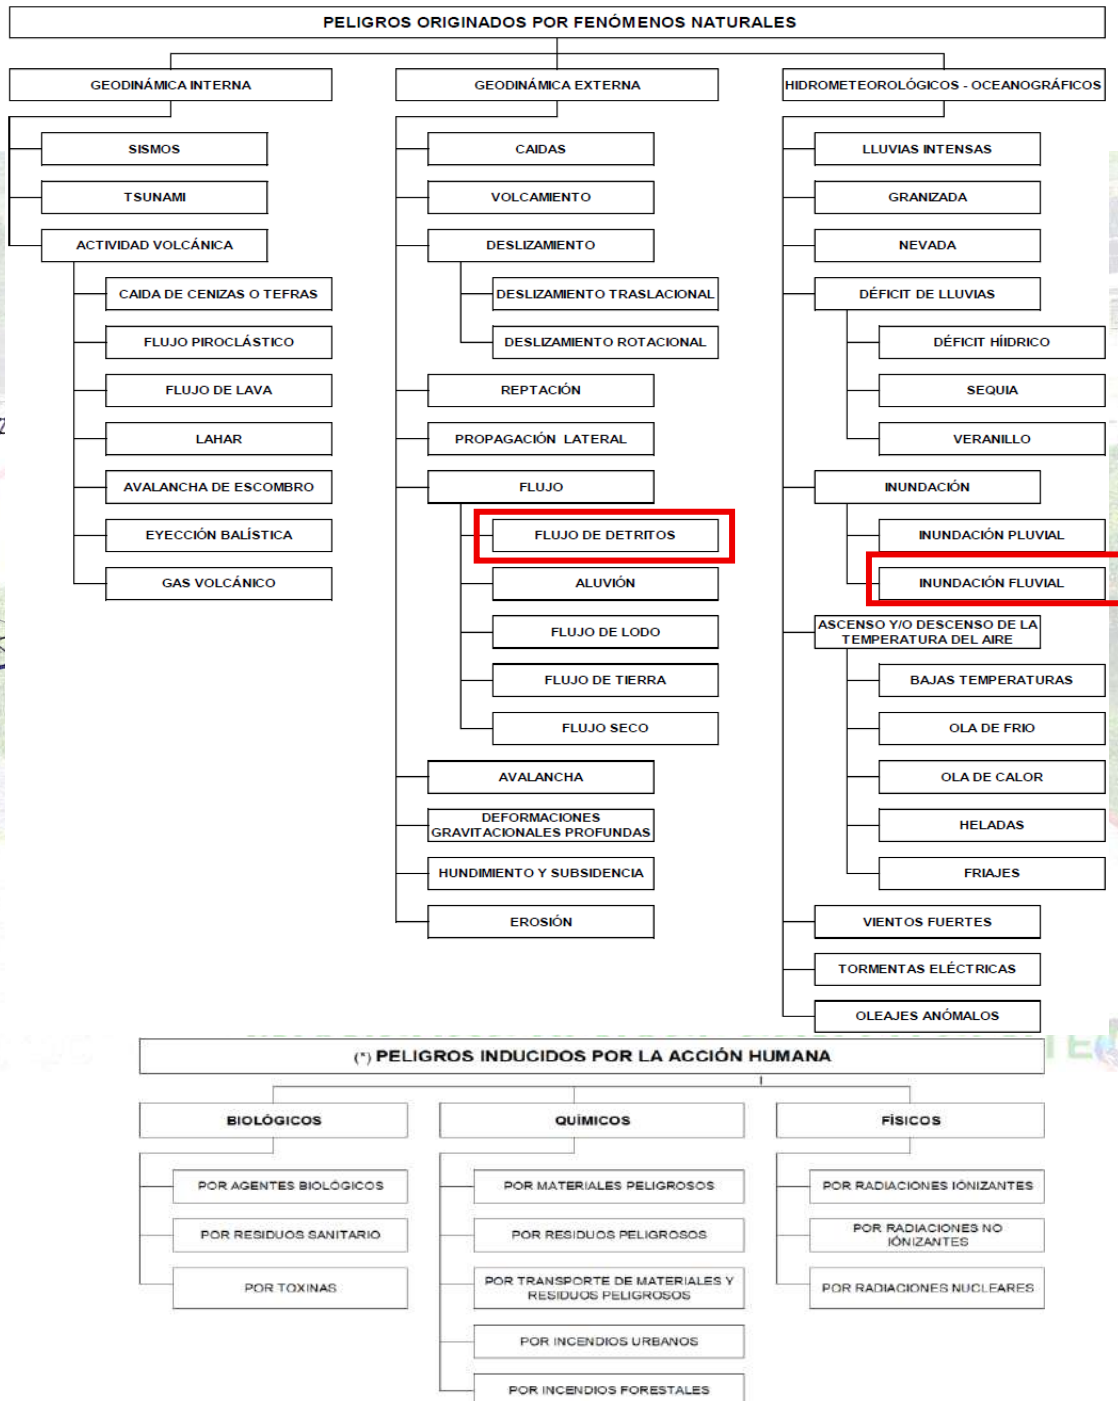 PELIGROS ORIGINADOS POR FENÓMENOS NATURALES
GEODINÁMICA INTERNA
SISMOS
TSUNAMI
ACTIVIDAD VOLCÁNICA
CAIDA DE CENIZAS O TEFRAS
FLUJO PIROCLÁSTICO
FLUJO DE LAVA
LAHAR
AVALANCHA DE ESCOMBRO
EYECCIÓN BALÍSTICA
GAS VOLCÁNICO
GEODINÁMICA EXTERNA
CAIDAS
VOLCAMIENTO
DESLIZAMIENTO
DESLIZAMIENTO TRASLACIONAL
DESLIZAMIENTO ROTACIONAL
REPTACIÓN
PROPAGACIÓN LATERAL
FLUJO
FLUJO DE DETRITOS
ALUVIÓN
FLUJO DE LODO
FLUJO DE TIERRA
FLUJO SECO
AVALANCHA
DEFORMACIONES
GRAVITACIONALES PROFUNDAS
HUNDIMIENTO Y SUBSIDENCIA
EROSIÓN
HIDROMETEOROLÓGICOS - OCEANOGRÁFICOS
LLUVIAS INTENSAS
GRANIZADA
NEVADA
DÉFICIT DE LLUVIAS
DÉFICIT HÍIDRICO
SEQUIA
VERANILLO
INUNDACIÓN
INUNDACIÓN PLUVIAL
INUNDACIÓN FLUVIAL
ASCENSO Y/O DESCENSO DE LA
TEMPERATURA DEL AIRE
BAJAS TEMPERATURAS
OLA DE FRIO
OLA DE CALOR
HELADAS
FRIAJES
VIENTOS FUERTES
TORMENTAS ELÉCTRICAS
OLEAJES ANÓMALOS
(*) PELIGROS INDUCIDOS POR LA ACCIÓN HUMANA
BIOLÓGICOS
POR AGENTES BIOLÓGICOS
POR RESIDUOS SANITARIO
POR TOXINAS
QUÍMICOS
POR MATERIALES PELIGROSOS
POR RESIDUOS PELIGROSOS
POR TRANSPORTE DE MATERIALES Y
RESIDUOS PELIGROSOS
POR INCENDIOS URBANOS
POR INCENDIOS FORESTALES
FÍSICOS
POR RADIACIONES IÓNIZANTES
POR RADIACIONES NO
IÓNIZANTES
POR RADIACIONES NUCLEARES